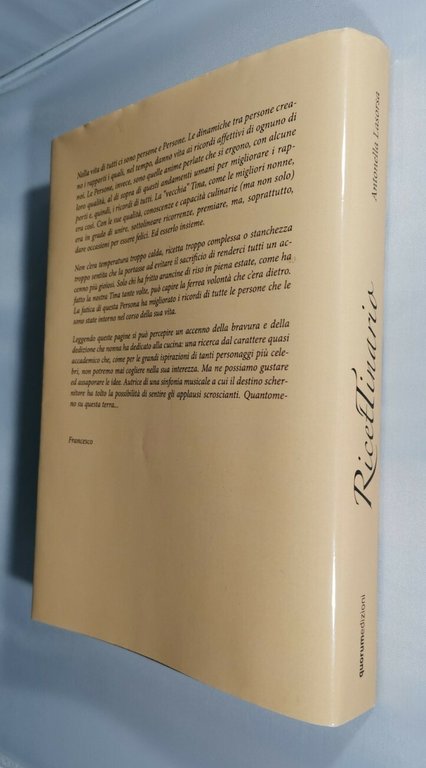 Nella vita di tutti ci sono persone e Persone. Le dinamiche tra persone crea-
no i rapporti i quali, nel tempo, danno vita ai ricordi affettivi di ognuno di
noi. Le Persone, invece, sono quelle anime perlate che si ergono, con alcune
loro qualità, al di sopra di questi andamenti umani per migliorare i rap-
porti e, quindi, i ricordi di tutti. La "vecchia" Tina, come le migliori nonne,
era così. Con le sue qualità, conoscenze e capacità culinarie (ma non solo)
era in grado di unire, sottolineare ricorrenze, premiare, ma, soprattutto,
dare occasioni per essere felici. Ed esserlo insieme.
Non c'era temperatura troppo calda, ricetta troppo complessa o stanchezza
troppo sentita che la portasse ad evitare il sacrificio di renderci tutti un ac-
cenno più gioiosi. Solo chi ha fritto arancine di riso in piena estate, come ha
fatto la nostra Tina tante volte, può capire la ferrea volontà che c'era dietro.
La fatica di questa Persona ha migliorato i ricordi di tutte le persone che le
sono state intorno nel corso della sua vita.
Leggendo queste pagine si può percepire un accenno della bravura e della
dedizione che nonna ha dedicato alla cucina: una ricerca dal carattere quasi
accademico che, come per le grandi ispirazioni di tanti personaggi più cele-
bri, non potremo mai cogliere nella sua interezza. Ma ne possiamo gustare
ed assaporare le idee. Autrice di una sinfonia musicale a cui il destino scher-
nitore ha tolto la possibilità di sentire gli applausi scroscianti. Quantome-
no su questa terra...
Francesco
Antonella Lasorsa
RicetTinario
quorumedizioni